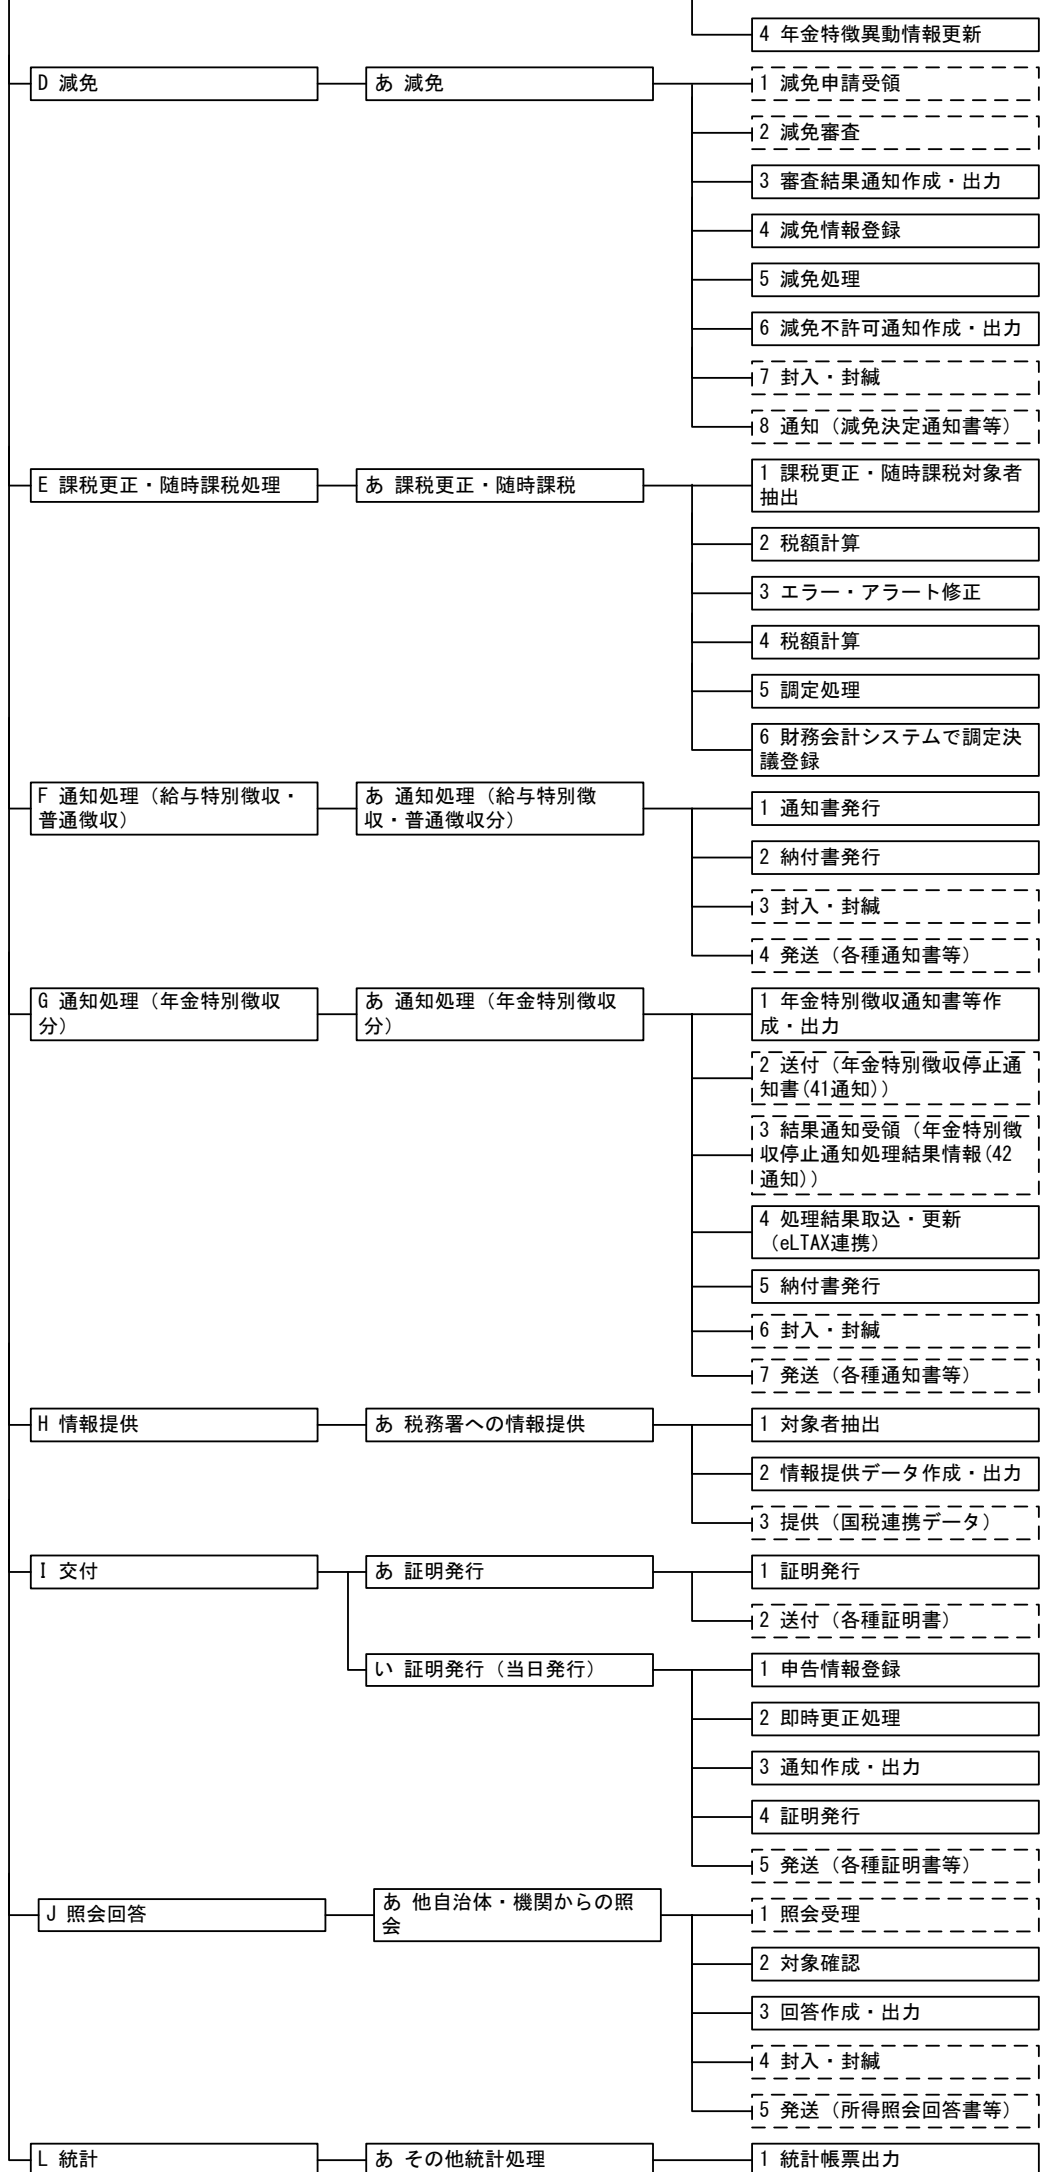 4 年金特徴異動情報更新
D 減免
あ 減免
1 減免申請受領
2 減免審査
3 審査結果通知作成・出力
4 減免情報登録
5 減免処理
6 減免不許可通知作成・出力
7 封入・封緘
8 通知（減免決定通知書等）
E 課税更正・随時課税処理
あ 課税更正・随時課税
1 課税更正・随時課税対象者
抽出
2 税額計算
3 エラー・アラート修正
4 税額計算
5 調定処理
6 財務会計システムで調定決
議登録
F 通知処理（給与特別徴収・
普通徴収）
あ 通知処理（給与特別徴
収・普通徴収分）
1 通知書発行
2 納付書発行
3 封入・封緘
4 発送（各種通知書等）
G 通知処理（年金特別徴収
分）
あ 通知処理（年金特別徴収
分）
1 年金特別徴収通知書等作
成・出力
2 送付（年金特別徴収停止通
知書(41通知)）
3 結果通知受領（年金特別徴
収停止通知処理結果情報(42
通知)）
4 処理結果取込・更新
（eLTAX連携）
5 納付書発行
6 封入・封緘
7 発送（各種通知書等）
H 情報提供
あ 税務署への情報提供
1 対象者抽出
2 情報提供データ作成・出力
3 提供（国税連携データ）
I 交付
あ 証明発行
1 証明発行
2 送付（各種証明書）
い 証明発行（当日発行）
1 申告情報登録
2 即時更正処理
3 通知作成・出力
4 証明発行
5 発送（各種証明書等）
J 照会回答
あ 他自治体・機関からの照
会
1 照会受理
2 対象確認
3 回答作成・出力
4 封入・封緘
5 発送（所得照会回答書等）
L 統計
あ その他統計処理
1 統計帳票出力